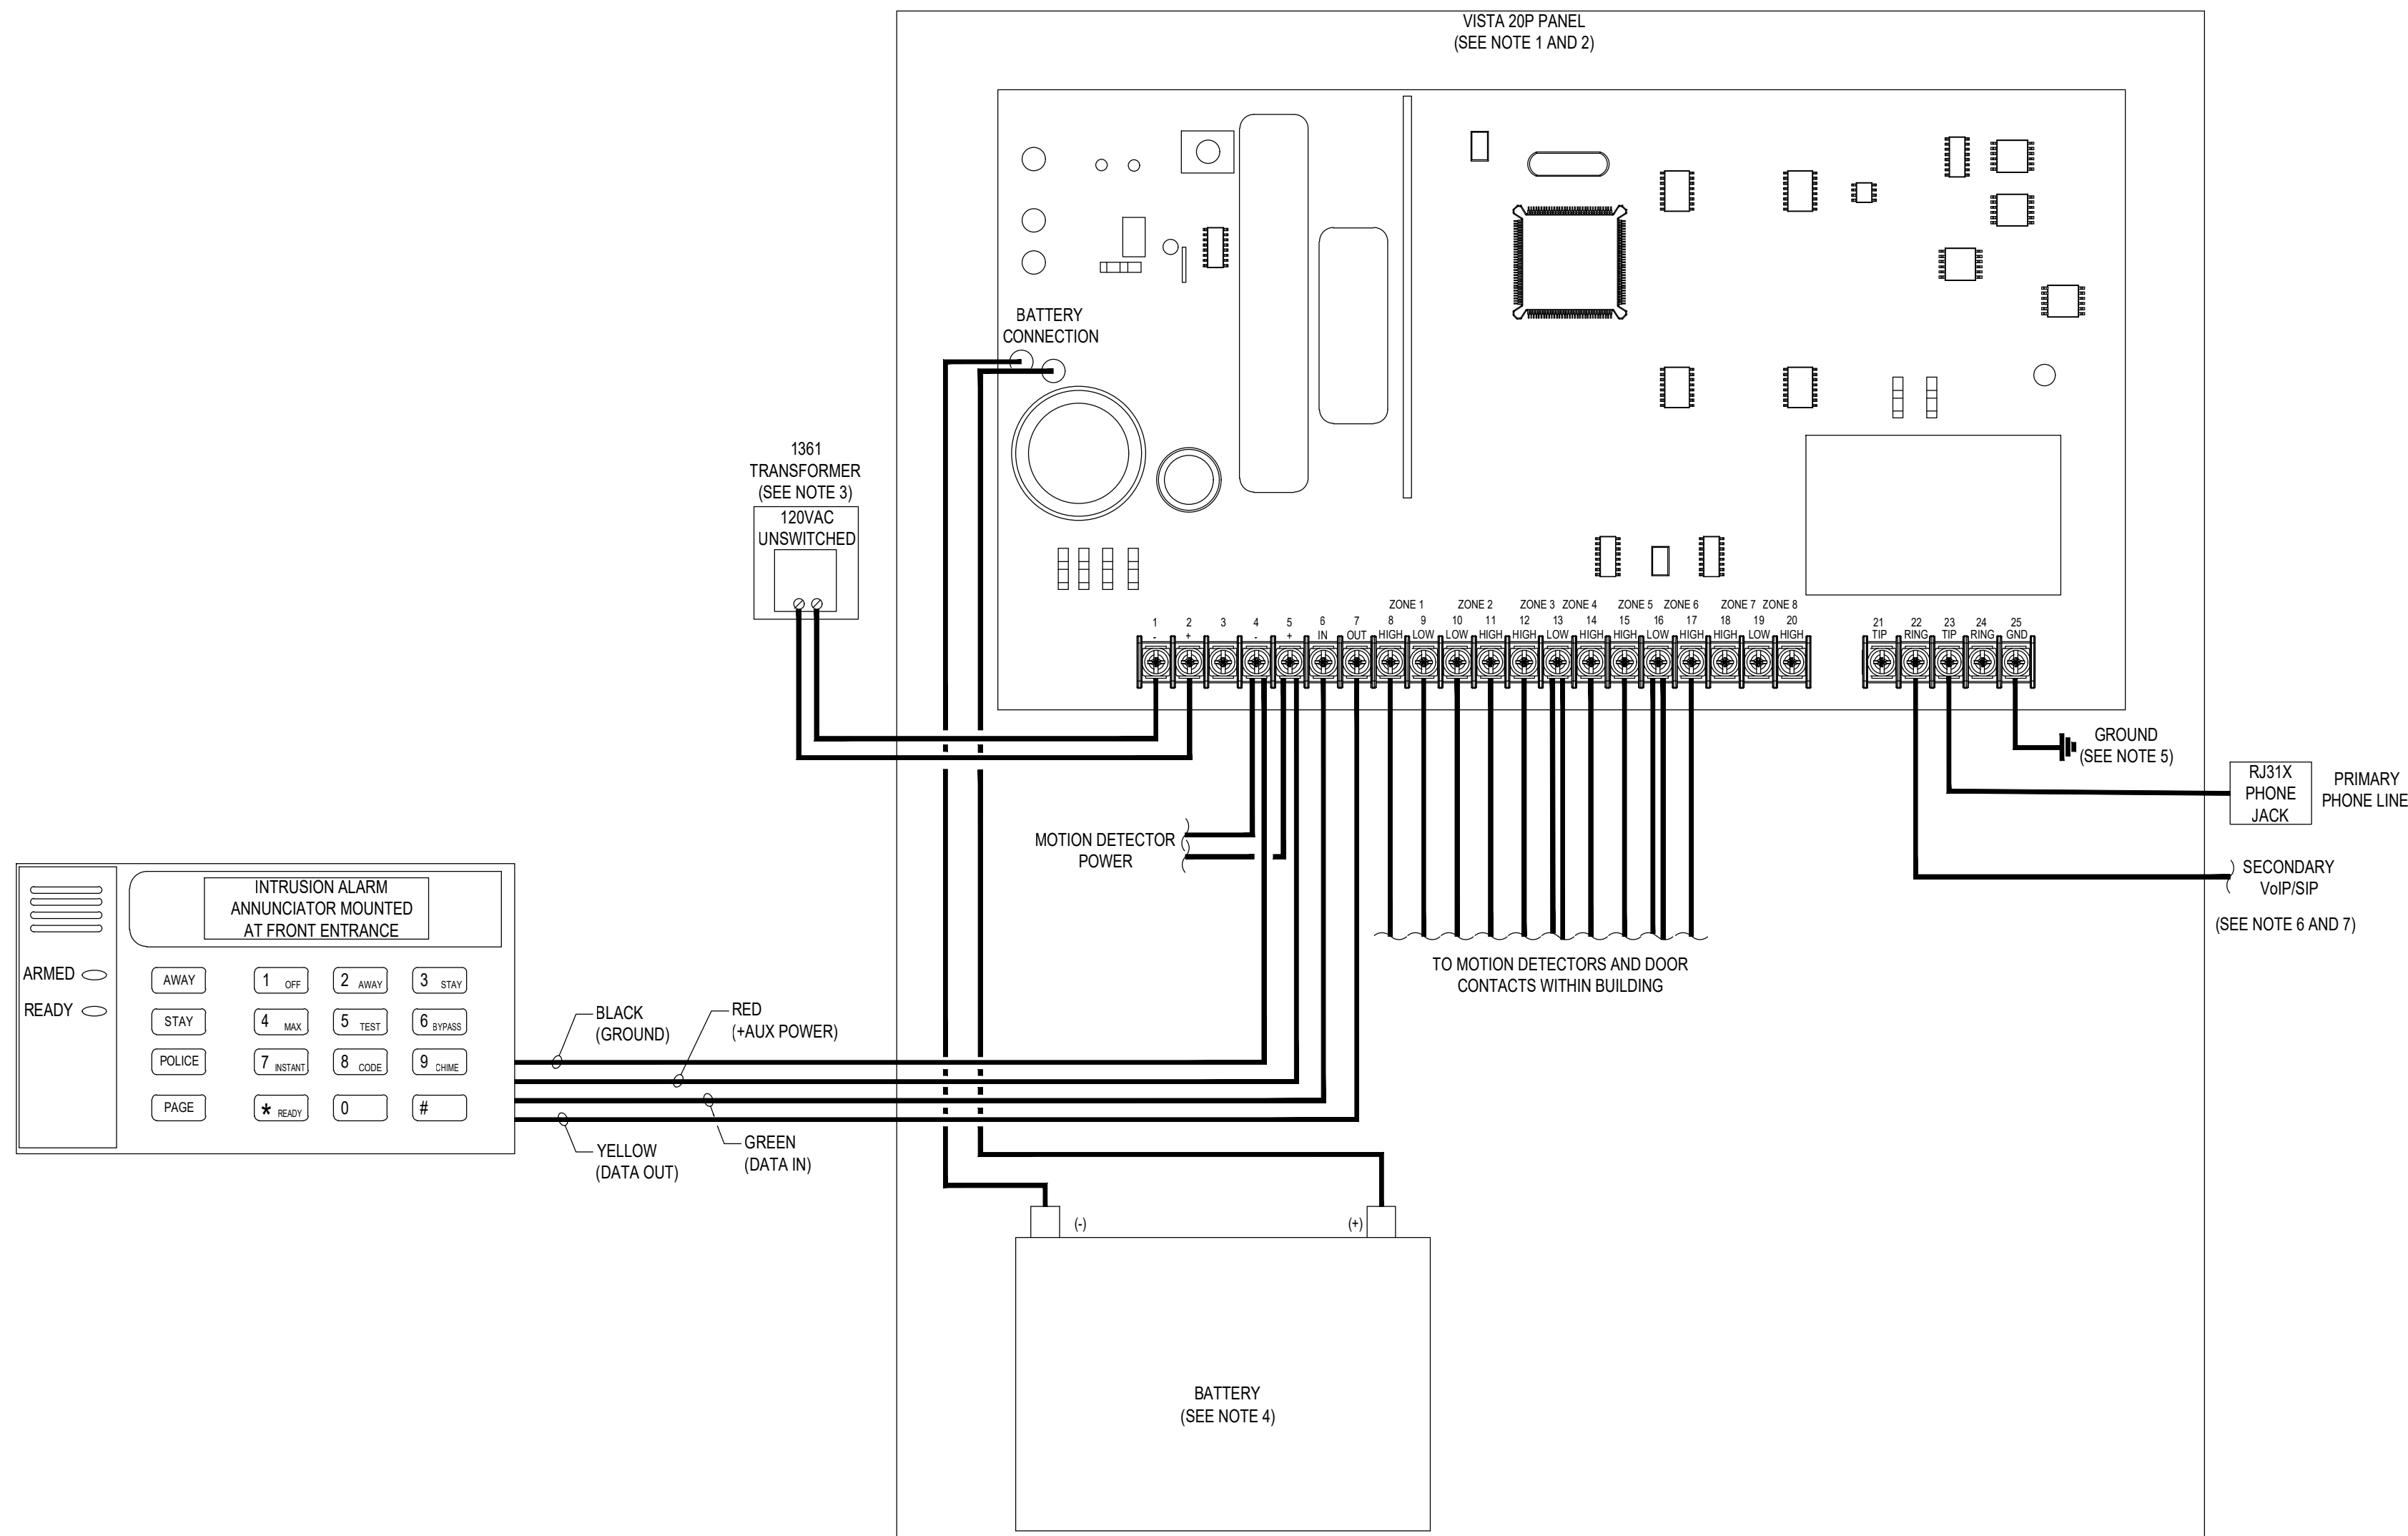 VISTA 20P PANEL
(SEE NOTE 1 AND 2)
BATTERY
CONNECTION
1361
TRANSFORMER
(SEE NOTE 3)
120VAC
UNSWITCHED
ZONE 1 ZONE 2 ZONE 3 ZONE 4 ZONE 5 ZONE 6 ZONE 7 ZONE 8
1 2 3 4 5 6 7 8 9 10 11 12 13 14 15 16 17 18 19 20
- + - + IN OUT HIGH LOW LOW HIGH HIGH LOW HIGH HIGH LOW HIGH HIGH LOW HIGH
21 22 23 24 25
TIP RING TIP RING GND
GROUND
(SEE NOTE 5)
RJ31X
PHONE
JACK
PRIMARY
PHONE LINE
MOTION DETECTOR
POWER
SECONDARY
VoIP/SIP
(SEE NOTE 6 AND 7)
TO MOTION DETECTORS AND DOOR
CONTACTS WITHIN BUILDING
INTRUSION ALARM
ANNUNCIATOR MOUNTED
AT FRONT ENTRANCE
ARMED
READY
AWAY 1 OFF 2 AWAY 3 STAY
STAY 4 MAX 5 TEST 6 BYPASS
POLICE 7 INSTANT 8 CODE 9 CHIME
PAGE * READY 0 #
BLACK
(GROUND)
RED
(+AUX POWER)
YELLOW
(DATA OUT)
GREEN
(DATA IN)
(-) (+)
BATTERY
(SEE NOTE 4)